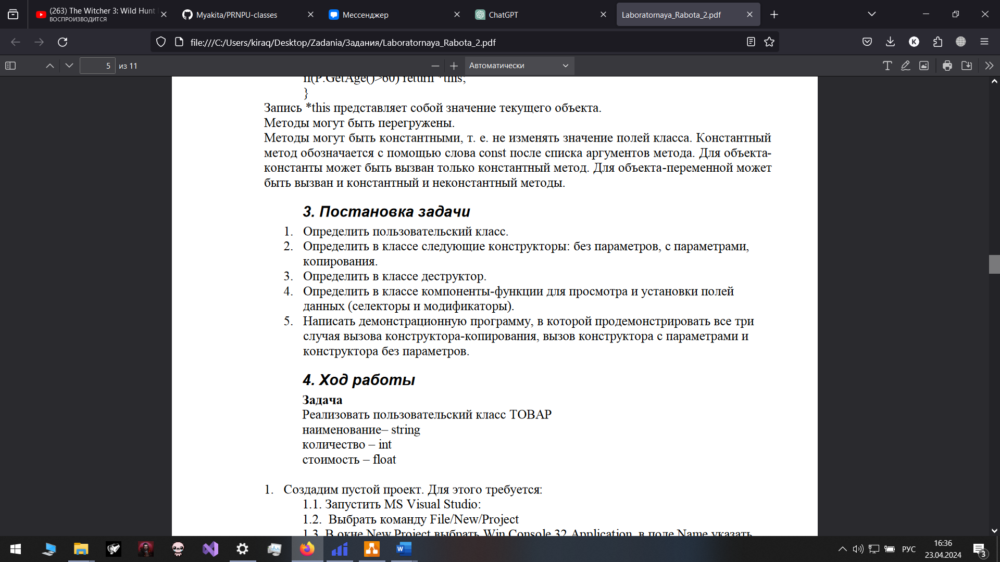 (263) The Witcher 3: Wild Hunt
ВОСПРОИЗВОДИТСЯ
Myakita/PRNPU-classes
Мессенджер
ChatGPT
Laboratornaya_Rabota_2.pdf
file:///C:/Users/kiraq/Desktop/Zadania/Задания/Laboratornaya_Rabota_2.pdf
K
5 из 11
Автоматически
if(P.GetAge()>60) return *this;
}
Запись *this представляет собой значение текущего объекта.
Методы могут быть перегружены.
Методы могут быть константными, т. е. не изменять значение полей класса. Константный
метод обозначается с помощью слова const после списка аргументов метода. Для объекта-
константы может быть вызван только константный метод. Для объекта-переменной может
быть вызван и константный и неконстантный методы.
3. Постановка задачи
1. Определить пользовательский класс.
2. Определить в классе следующие конструкторы: без параметров, с параметрами,
копирования.
3. Определить в классе деструктор.
4. Определить в классе компоненты-функции для просмотра и установки полей
данных (селекторы и модификаторы).
5. Написать демонстрационную программу, в которой продемонстрировать все три
случая вызова конструктора-копирования, вызов конструктора с параметрами и
конструктора без параметров.
4. Ход работы
Задача
Реализовать пользовательский класс ТОВАР
наименование– string
количество – int
стоимость – float
1. Создадим пустой проект. Для этого требуется:
1.1. Запустить MS Visual Studio:
1.2. Выбрать команду File/New/Project
1.3. В окне New Project выбрать Win Console 32 Application, в поле Name указать
РУС
16:36
23.04.2024
3